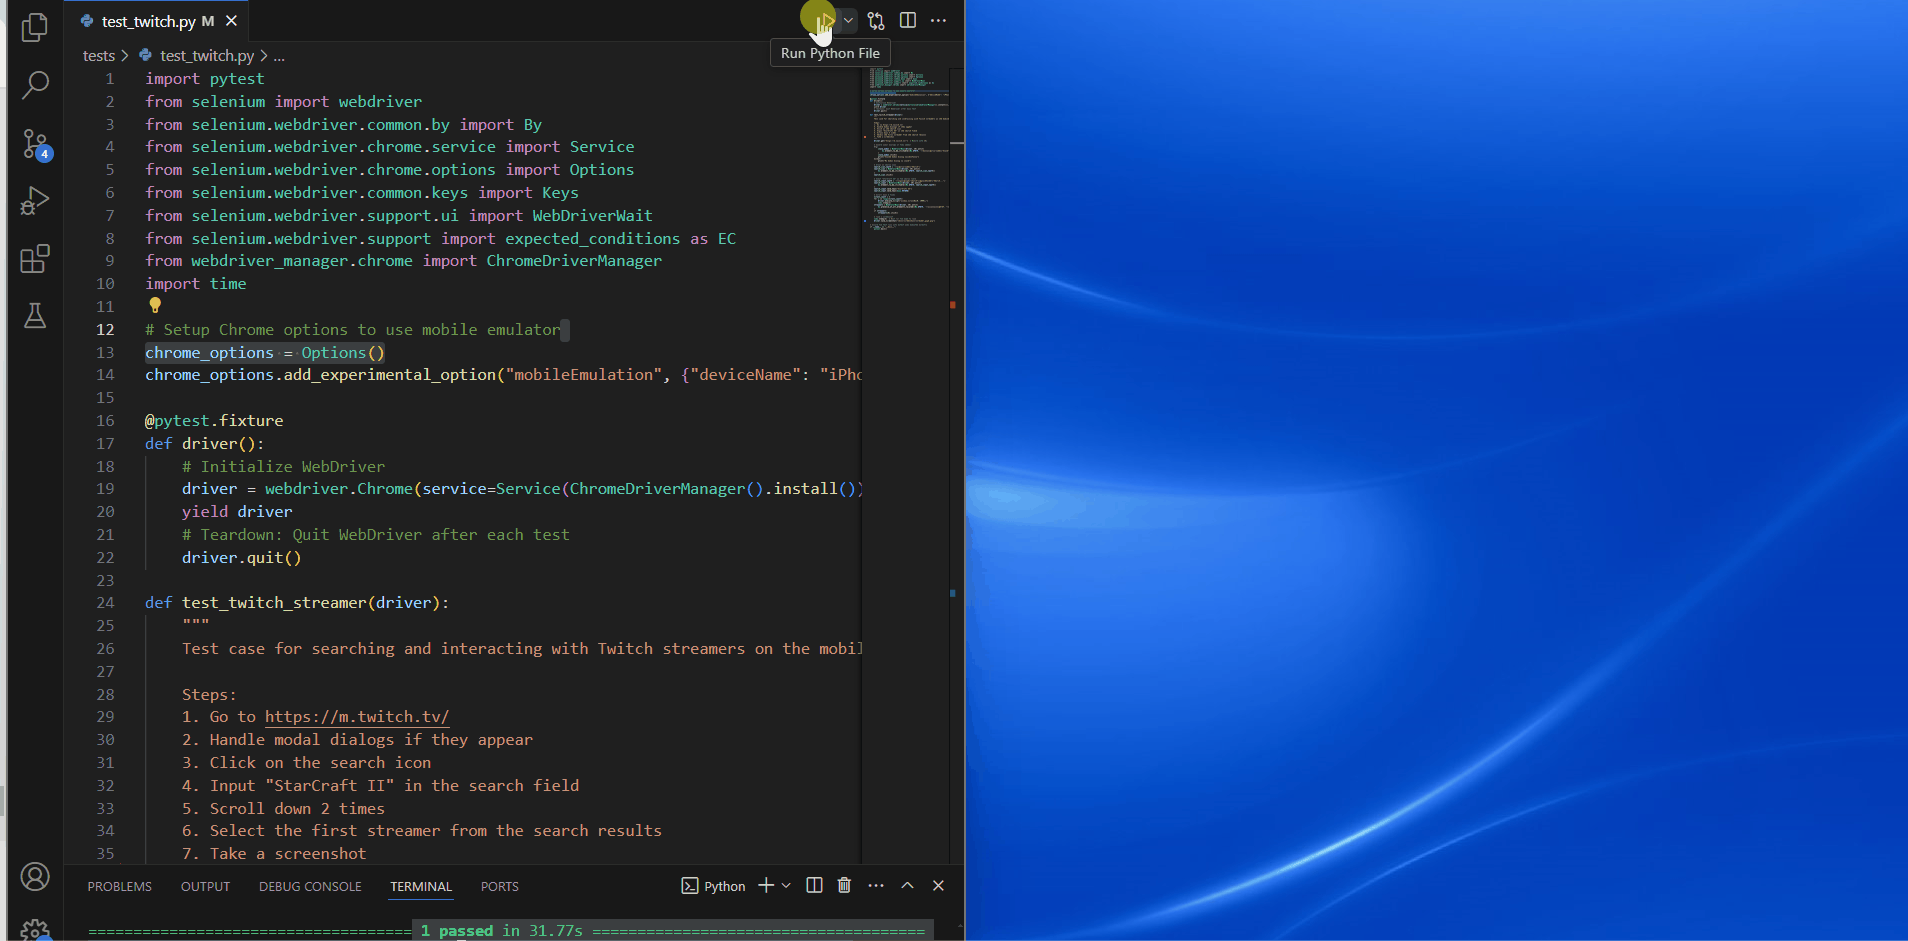 test_twitch.py M
tests > test_twitch.py > ...
Run Python File
1 import pytest
2 from selenium import webdriver
3 from selenium.webdriver.common.by import By
4 from selenium.webdriver.chrome.service import Service
5 from selenium.webdriver.chrome.options import Options
6 from selenium.webdriver.common.keys import Keys
7 from selenium.webdriver.support.ui import WebDriverWait
8 from selenium.webdriver.support import expected_conditions as EC
9 from webdriver_manager.chrome import ChromeDriverManager
10 import time
11
12 # Setup Chrome options to use mobile emulator
13 chrome_options = Options()
14 chrome_options.add_experimental_option("mobileEmulation", {"deviceName": "iPho
15
16 @pytest.fixture
17 def driver():
18 # Initialize WebDriver
19 driver = webdriver.Chrome(service=Service(ChromeDriverManager().install())
20 yield driver
21 # Teardown: Quit WebDriver after each test
22 driver.quit()
23
24 def test_twitch_streamer(driver):
25 """
26 Test case for searching and interacting with Twitch streamers on the mobil
27
28 Steps:
29 1. Go to https://m.twitch.tv/
30 2. Handle modal dialogs if they appear
31 3. Click on the search icon
32 4. Input "StarCraft II" in the search field
33 5. Scroll down 2 times
34 6. Select the first streamer from the search results
35 7. Take a screenshot
4
PROBLEMS OUTPUT DEBUG CONSOLE TERMINAL PORTS Python
==================================== 1 passed in 31.77s ====================================